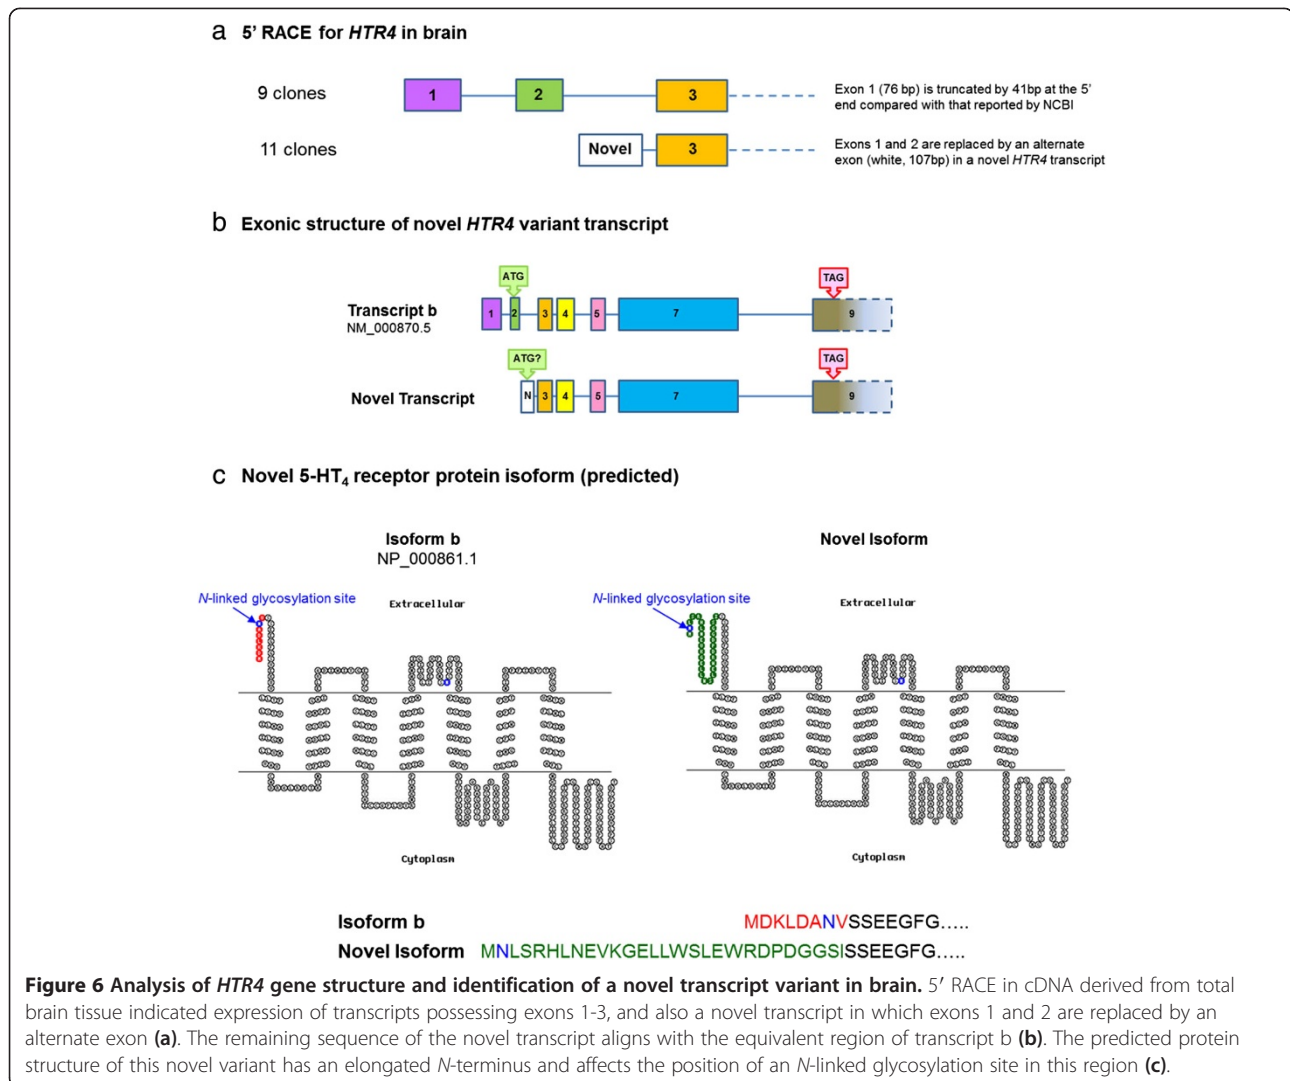 a 5' RACE for HTR4 in brain
9 clones
1
2
3
Exon 1 (76 bp) is truncated by 41bp at the 5'
end compared with that reported by NCBI
11 clones
Novel
3
Exons 1 and 2 are replaced by an alternate
exon (white, 107bp) in a novel HTR4 transcript
b Exonic structure of novel HTR4 variant transcript
ATG
TAG
Transcript b
NM_000870.5
1
2
3
4
5
7
9
ATG?
TAG
Novel Transcript
N
3
4
5
7
9
c Novel 5-HT4 receptor protein isoform (predicted)
Isoform b
NP_000861.1
Novel Isoform
N-linked glycosylation site
Extracellular
N-linked glycosylation site
Extracellular
Cytoplasm
Cytoplasm
Isoform b MDKLDANVSSEEGFG.....
Novel Isoform MNLSRHLNEVKGELLWSLEWRDPDGGSISSEEGFG.....
Figure 6 Analysis of HTR4 gene structure and identification of a novel transcript variant in brain. 5′ RACE in cDNA derived from total
brain tissue indicated expression of transcripts possessing exons 1-3, and also a novel transcript in which exons 1 and 2 are replaced by an
alternate exon (a). The remaining sequence of the novel transcript aligns with the equivalent region of transcript b (b). The predicted protein
structure of this novel variant has an elongated N-terminus and affects the position of an N-linked glycosylation site in this region (c).